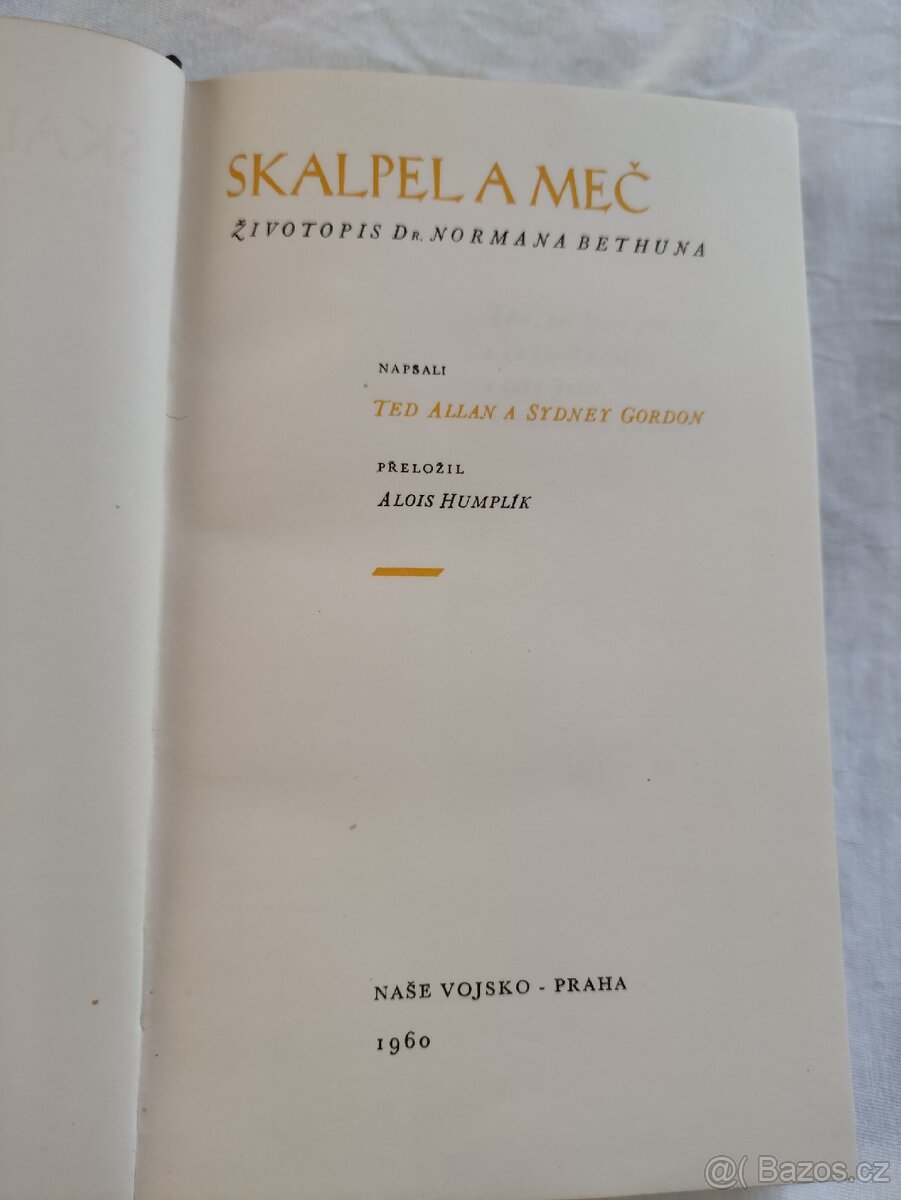 SKALPEL A MEČ
ŽIVOTOPIS DR. NORMANA BETHUNA
NAPSALI
TED ALLAN A SYDNEY GORDON
PŘELOŽIL
ALOIS HUMPLÍK
NAŠE VOJSKO - PRAHA
1960
@( Bazos.cz